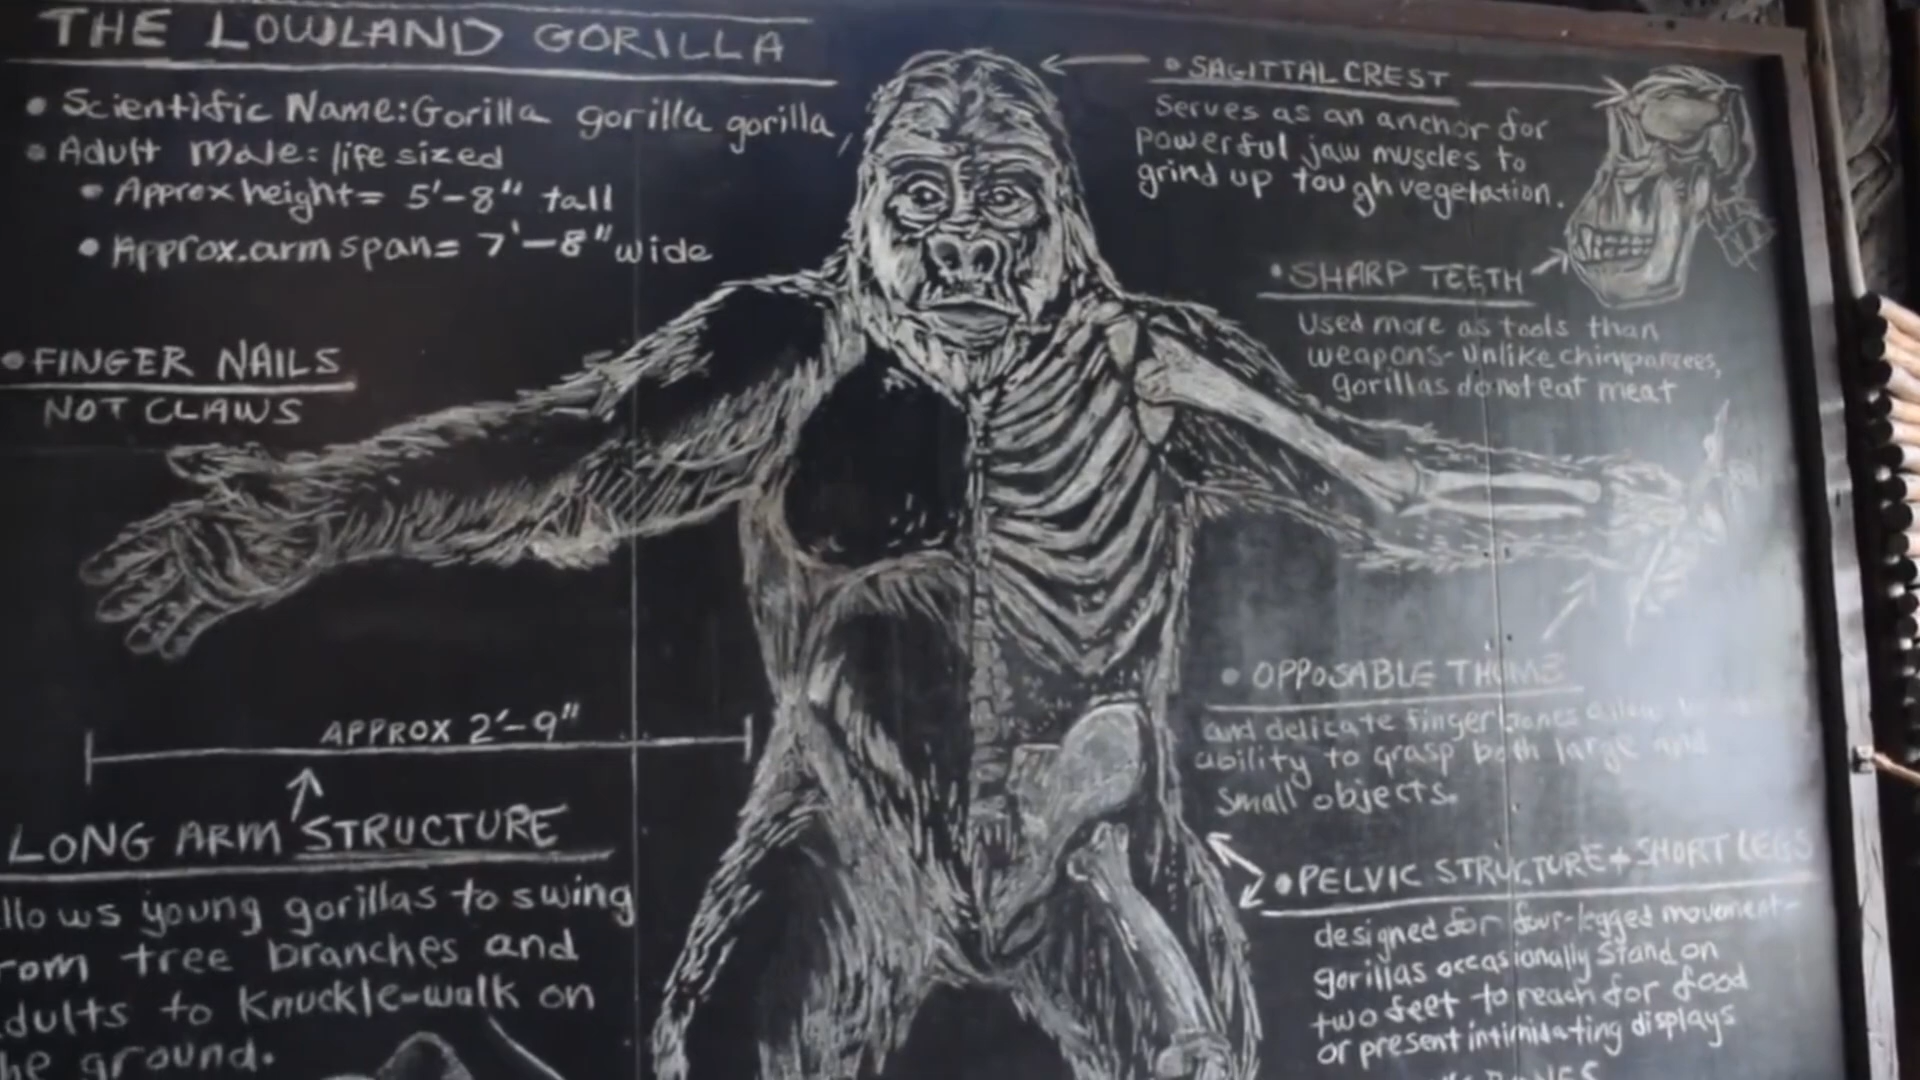 THE LOWLAND GORILLA
• Scientific Name: Gorilla gorilla gorilla,
• Adult Male: life sized
• Approx height = 5'-8" tall
• Approx. arm span = 7'-8" wide
• FINGER NAILS
NOT CLAWS
APPROX 2'-9"
LONG ARM STRUCTURE
llows young gorillas to swing
rom tree branches and
dults to knuckle-walk on
he ground.
• SAGITTAL CREST
Serves as an anchor for
powerful jaw muscles to
grind up tough vegetation.
• SHARP TEETH
Used more as tools than
weapons- Unlike chimpanzees,
gorillas do not eat meat
• OPPOSABLE THUMB
and delicate finger bones allow
ability to grasp both large and
small objects.
• PELVIC STRUCTURE + SHORT LEGS
designed for four-legged movement-
gorillas occasionally stand on
two feet to reach for food
or present intimidating displays
BONES